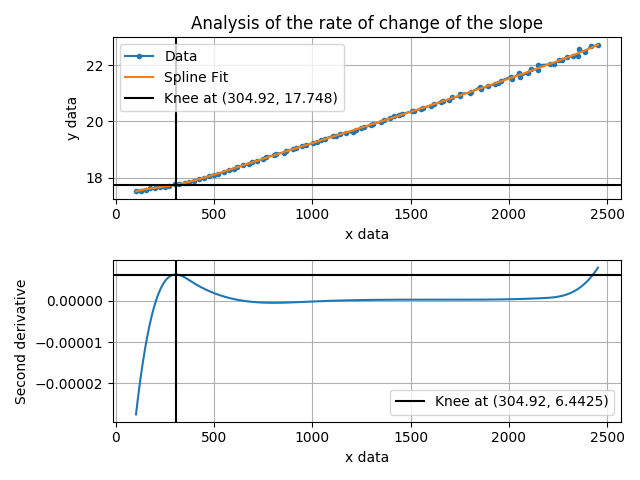 Analysis of the rate of change of the slope
22
20
18
y data
Data
Spline Fit
Knee at (304.92, 17.748)
0 500 1000 1500 2000 2500
x data
0.00000
−0.00001
−0.00002
Second derivative
Knee at (304.92, 6.4425)
0 500 1000 1500 2000 2500
x data